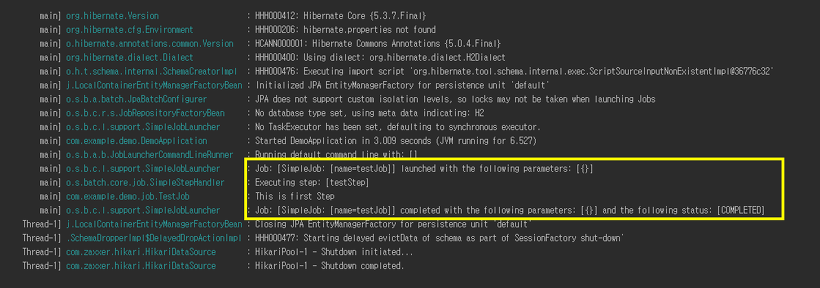 main] org.hibernate.Version : HHH000412: Hibernate Core {5.3.7.Final}
main] org.hibernate.cfg.Environment : HHH000206: hibernate.properties not found
main] o.hibernate.annotations.common.Version : HCANN000001: Hibernate Commons Annotations {5.0.4.Final}
main] org.hibernate.dialect.Dialect : HHH000400: Using dialect: org.hibernate.dialect.H2Dialect
main] o.h.t.schema.internal.SchemaCreatorImpl : HHH000476: Executing import script 'org.hibernate.tool.schema.internal.exec.ScriptSourceInputNonExistentImpl@36776c32'
main] j.LocalContainerEntityManagerFactoryBean : Initialized JPA EntityManagerFactory for persistence unit 'default'
main] o.s.b.a.batch.JpaBatchConfigurer : JPA does not support custom isolation levels, so locks may not be taken when launching Jobs
main] o.s.b.c.r.s.JobRepositoryFactoryBean : No database type set, using meta data indicating: H2
main] o.s.b.c.l.support.SimpleJobLauncher : No TaskExecutor has been set, defaulting to synchronous executor.
main] com.example.demo.DemoApplication : Started DemoApplication in 3.009 seconds (JVM running for 6.527)
main] o.s.b.a.b.JobLauncherCommandLineRunner : Running default command line with: []
main] o.s.b.c.l.support.SimpleJobLauncher : Job: [SimpleJob: [name=testJob]] launched with the following parameters: [{}]
main] o.s.batch.core.job.SimpleStepHandler : Executing step: [testStep]
main] com.example.demo.job.TestJob : This is first Step
main] o.s.b.c.l.support.SimpleJobLauncher : Job: [SimpleJob: [name=testJob]] completed with the following parameters: [{}] and the following status: [COMPLETED]
Thread-1] j.LocalContainerEntityManagerFactoryBean : Closing JPA EntityManagerFactory for persistence unit 'default'
Thread-1] .SchemaDropperImpl$DelayedDropActionImpl : HHH000477: Starting delayed evictData of schema as part of SessionFactory shut-down'
Thread-1] com.zaxxer.hikari.HikariDataSource : HikariPool-1 - Shutdown initiated...
Thread-1] com.zaxxer.hikari.HikariDataSource : HikariPool-1 - Shutdown completed.